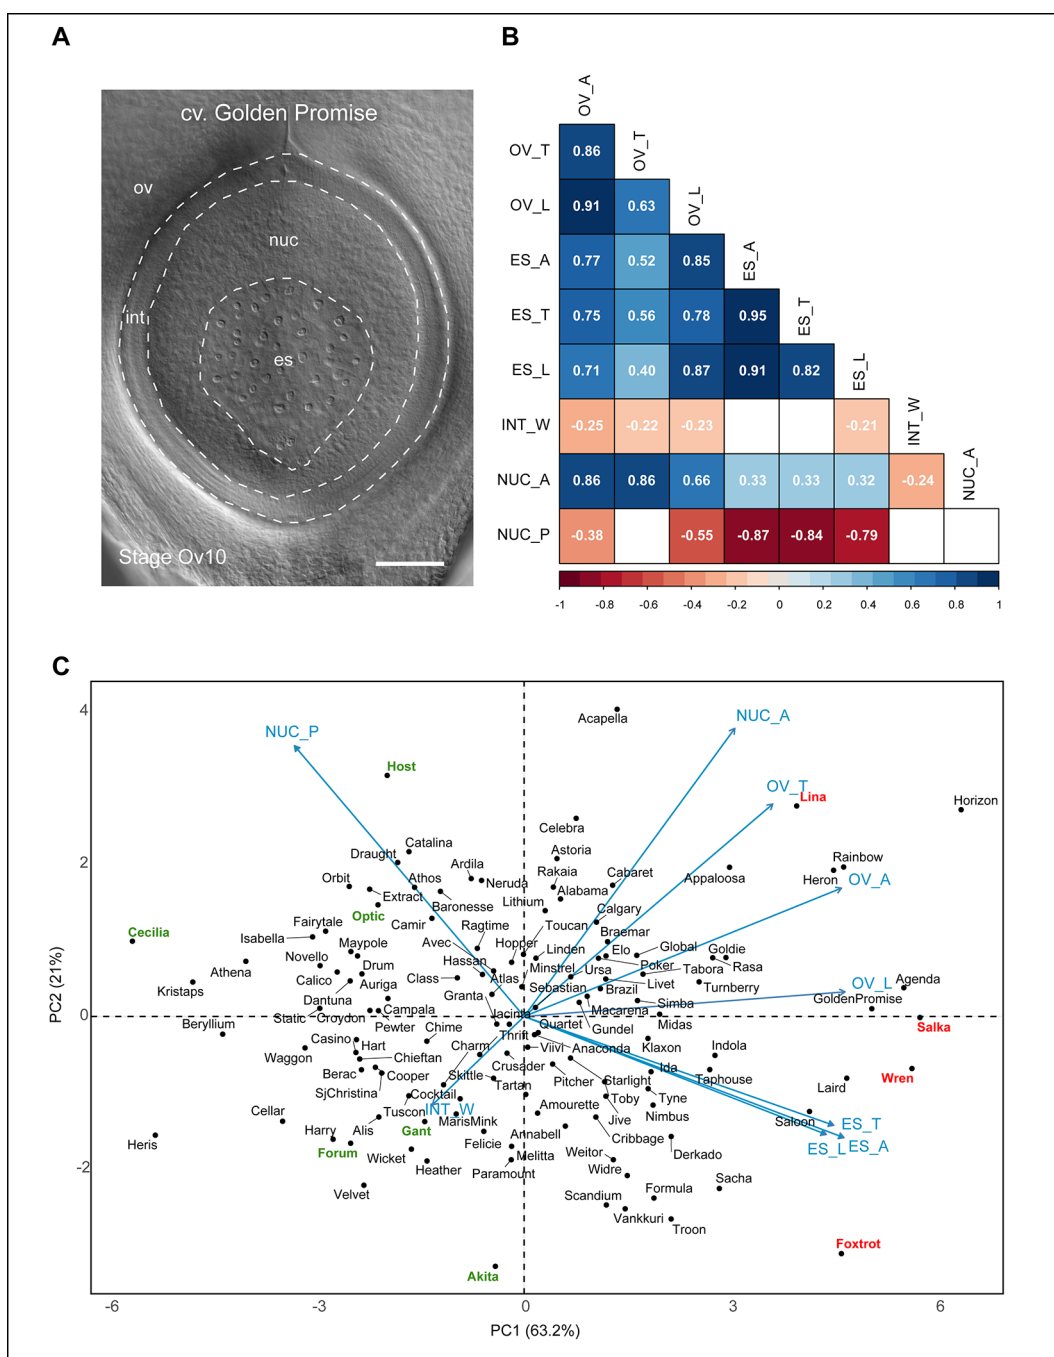 A
cv. Golden Promise
ov
nuc
int
es
Stage Ov10
B
OV_A
OV_T 0.86 OV_T
OV_L 0.91 0.63 OV_L
ES_A 0.77 0.52 0.85 ES_A
ES_T 0.75 0.56 0.78 0.95 ES_T
ES_L 0.71 0.40 0.87 0.91 0.82 ES_L
INT_W -0.25 -0.22 -0.23 -0.21 INT_W
NUC_A 0.86 0.86 0.66 0.33 0.33 0.32 -0.24 NUC_A
NUC_P -0.38 -0.55 -0.87 -0.84 -0.79
-1 -0.8 -0.6 -0.4 -0.2 0 0.2 0.4 0.6 0.8 1
C
4
2
0
-2
PC2 (21%)
NUC_A
Acapella
NUC_P
Host
OV_T
Lina
Horizon
Celebra
Catalina
Draught
Astoria
Rainbow
Ardila
Rakaia
Cabaret
Appaloosa
Heron
OV_A
Orbit
Athos
Neruda
Alabama
Extract
Baronesse
Lithium
Calgary
Optic
Fairytale
Camir
Ragtime
Toucan
Braemar
Cecilia
Isabella
Maypole
Avec
Hopper
Linden
Elo
Global
Goldie
Novello
Drum
Hassan
Minstrel
Ursa
Poker
Tabora
Rasa
Athena
Calico
Auriga
Class
Atlas
Sebastian
Brazil
Livet
Turnberry
OV_L
Agenda
Kristaps
Dantuna
Granta
Simba
GoldenPromise
Static
Croydon
Campala
Jacinta
Macarena
Beryllium
Pewter
Chime
Quartet
Gundel
Midas
Salka
Casino
Hart
Charm
Thrift
Viivi
Anaconda
Klaxon
Indola
Waggon
Chieftan
Crusader
Ida
Berac
Cooper
Skittle
Tartan
Pitcher
Starlight
Taphouse
Wren
SjChristina
Cocktail
Toby
Tyne
Laird
Cellar
Tuscon
INT_W
Amourette
Nimbus
Saloon
ES_T
Harry
Alis
Gant
MarisMink
Annabell
Jive
Heris
Forum
Felicie
Cribbage
ES_L
ES_A
Wicket
Melitta
Weitor
Derkado
Heather
Paramount
Widre
Velvet
Scandium
Formula
Sacha
Vankkuri
Troon
Foxtrot
Akita
-6 -3 0 3 6
PC1 (63.2%)